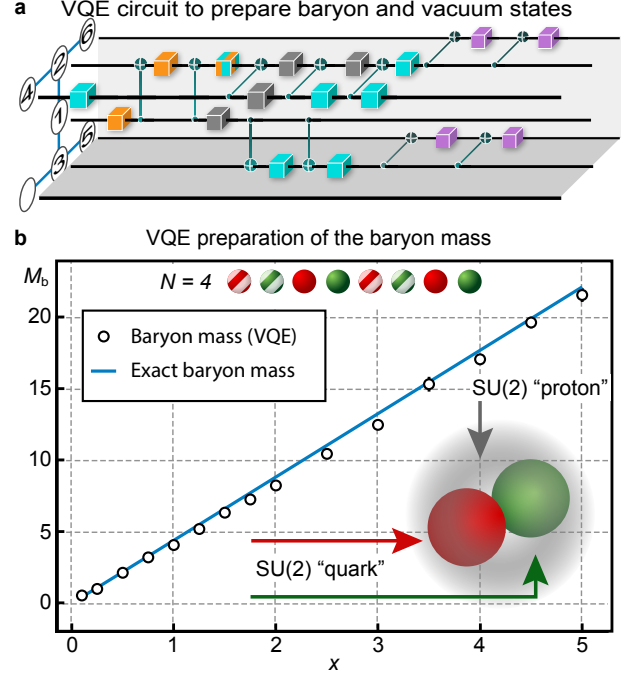 a VQE circuit to prepare baryon and vacuum states
6
2
4
1
5
3
b VQE preparation of the baryon mass
M_b
N = 4
20
Baryon mass (VQE)
Exact baryon mass
15
SU(2) “proton”
10
5
SU(2) “quark”
0
0 1 2 3 4 5
x